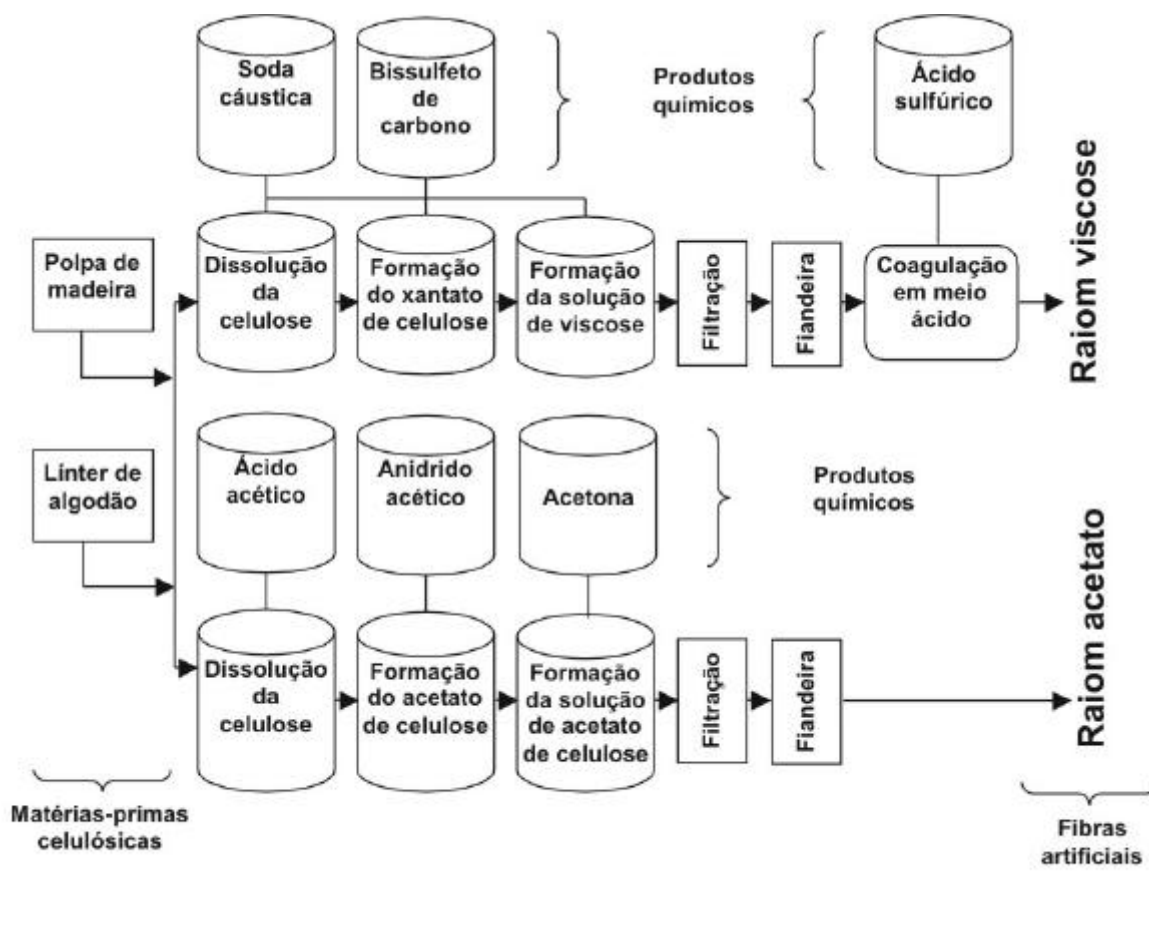 Soda
cáustica
Bissulfeto
de
carbono
Produtos
químicos
Ácido
sulfúrico
Polpa de
madeira
Dissolução
da
celulose
Formação
do xantato
de celulose
Formação
da solução
de viscose
Filtração
Fiandeira
Coagulação
em meio
ácido
Raiom viscose
Línter de
algodão
Ácido
acético
Anidrido
acético
Acetona
Produtos
químicos
Dissolução
da
celulose
Formação
do acetato
de celulose
Formação
da solução
de acetato
de celulose
Filtração
Fiandeira
Raiom acetato
Matérias-primas
celulósicas
Fibras
artificiais